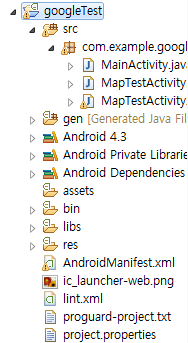 googleTest
src
com.example.goog
MainActivity.java
MapTestActivity.
MapTestActivity.
gen [Generated Java File
Android 4.3
Android Private Librarie
Android Dependencies
assets
bin
libs
res
AndroidManifest.xml
ic_launcher-web.png
lint.xml
proguard-project.txt
project.properties